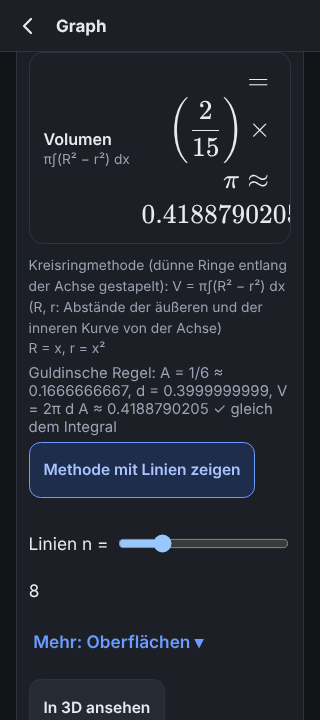 Graph
=
(2/15) ×
Volumen
π∫(R² − r²) dx
π ≈
0.4188790205
Kreisringmethode (dünne Ringe entlang
der Achse gestapelt): V = π∫(R² − r²) dx
(R, r: Abstände der äußeren und der
inneren Kurve von der Achse)
R = x, r = x²
Guldinsche Regel: A = 1/6 ≈
0.1666666667, d = 0.3999999999, V
= 2π d A ≈ 0.4188790205 ✓ gleich
dem Integral
Methode mit Linien zeigen
Linien n =
8
Mehr: Oberflächen ▾
In 3D ansehen